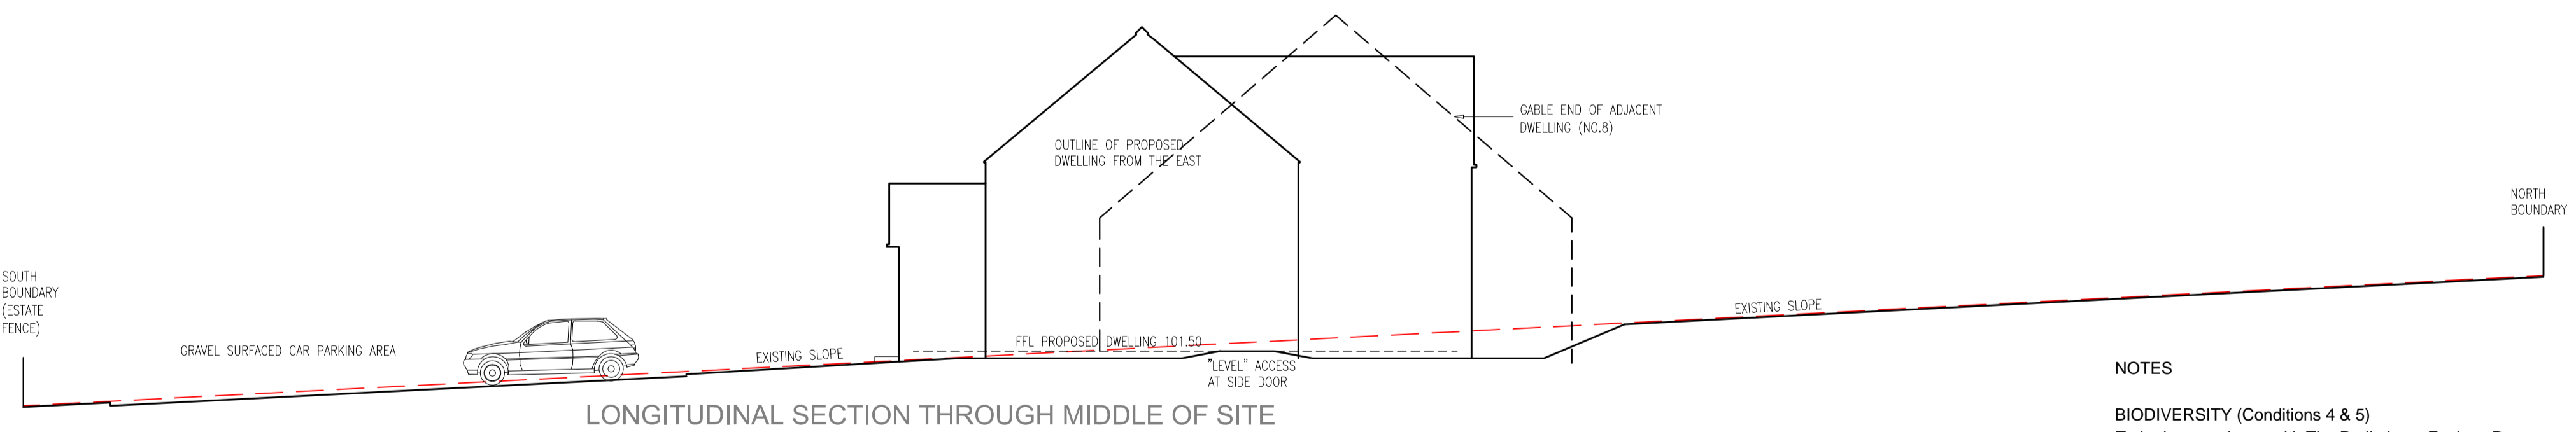 GABLE END OF ADJACENT
DWELLING (NO.8)
OUTLINE OF PROPOSED
DWELLING FROM THE EAST
NORTH
BOUNDARY
SOUTH
BOUNDARY
(ESTATE
FENCE)
GRAVEL SURFACED CAR PARKING AREA
EXISTING SLOPE
FFL PROPOSED DWELLING 101.50
"LEVEL" ACCESS
AT SIDE DOOR
EXISTING SLOPE
LONGITUDINAL SECTION THROUGH MIDDLE OF SITE
NOTES
BIODIVERSITY (Conditions 4 & 5)